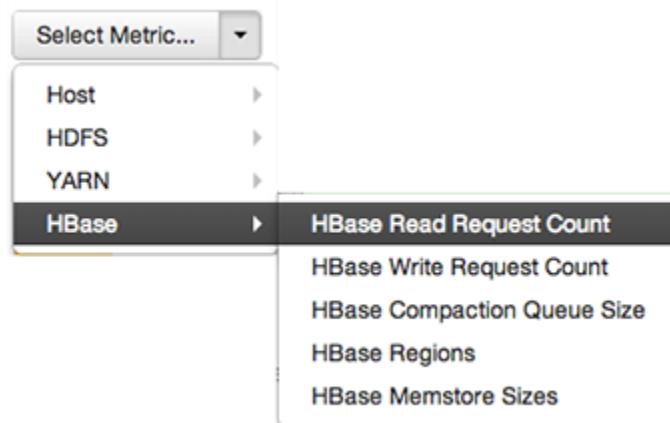 Select Metric...
Host
HDFS
YARN
HBase
HBase Read Request Count
HBase Write Request Count
HBase Compaction Queue Size
HBase Regions
HBase Memstore Sizes